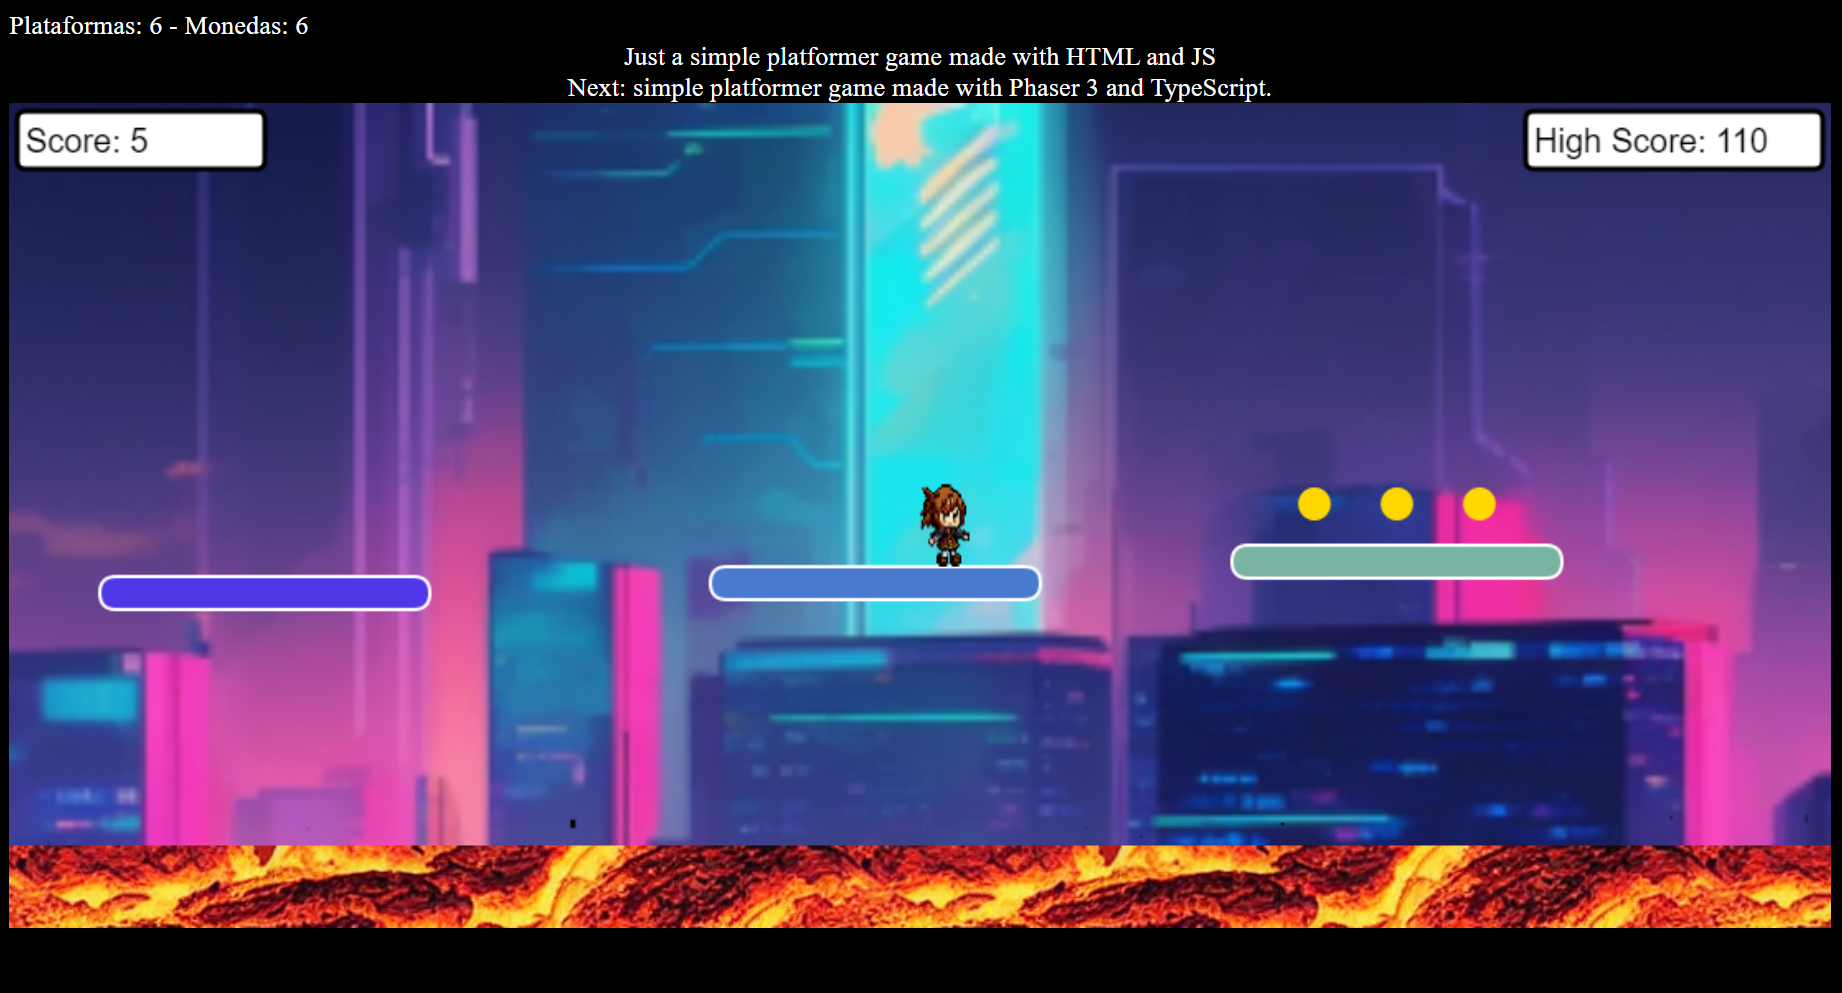 Plataformas: 6 - Monedas: 6
Just a simple platformer game made with HTML and JS
Next: simple platformer game made with Phaser 3 and TypeScript.
Score: 5
High Score: 110